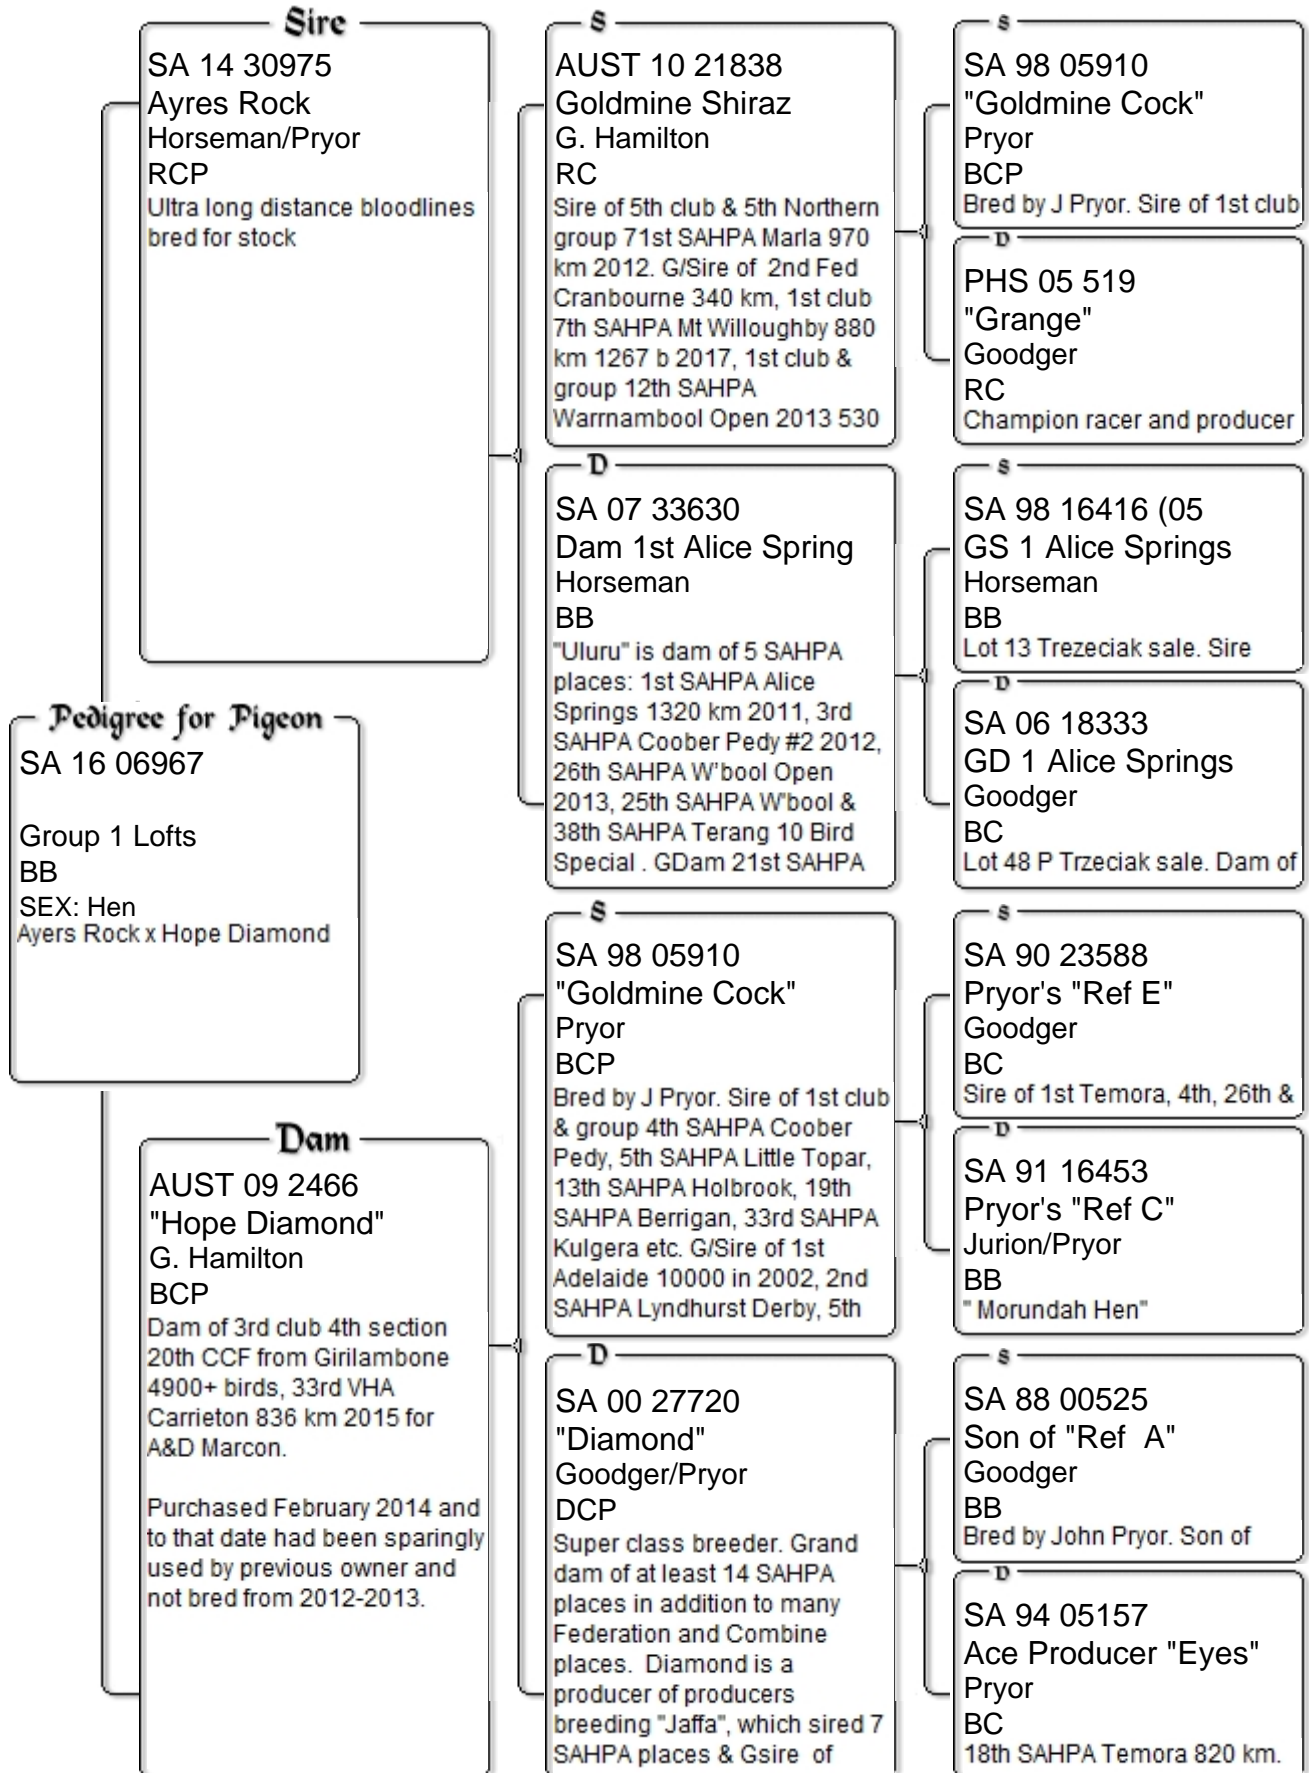 Sire
SA 14 30975
Ayres Rock
Horseman/Pryor
RCP
Ultra long distance bloodlines
bred for stock
Pedigree for Pigeon
SA 16 06967
Group 1 Lofts
BB
SEX: Hen
Ayers Rock x Hope Diamond
Dam
AUST 09 2466
"Hope Diamond"
G. Hamilton
BCP
Dam of 3rd club 4th section
20th CCF from Girilambone
4900+ birds, 33rd VHA
Carrieton 836 km 2015 for
A&D Marcon.
Purchased February 2014 and
to that date had been sparingly
used by previous owner and
not bred from 2012-2013.
S
AUST 10 21838
Goldmine Shiraz
G. Hamilton
RC
Sire of 5th club & 5th Northern
group 71st SAHPA Marla 970
km 2012. G/Sire of 2nd Fed
Cranbourne 340 km, 1st club
7th SAHPA Mt Willoughby 880
km 1267 b 2017, 1st club &
group 12th SAHPA
Warrnambool Open 2013 530
D
SA 07 33630
Dam 1st Alice Spring
Horseman
BB
"Uluru" is dam of 5 SAHPA
places: 1st SAHPA Alice
Springs 1320 km 2011, 3rd
SAHPA Coober Pedy #2 2012,
26th SAHPA W'bool Open
2013, 25th SAHPA W'bool &
38th SAHPA Terang 10 Bird
Special . GDam 21st SAHPA
S
SA 98 05910
"Goldmine Cock"
Pryor
BCP
Bred by J Pryor. Sire of 1st club
& group 4th SAHPA Coober
Pedy, 5th SAHPA Little Topar,
13th SAHPA Holbrook, 19th
SAHPA Berrigan, 33rd SAHPA
Kulgera etc. G/Sire of 1st
Adelaide 10000 in 2002, 2nd
SAHPA Lyndhurst Derby, 5th
D
SA 00 27720
"Diamond"
Goodger/Pryor
DCP
Super class breeder. Grand
dam of at least 14 SAHPA
places in addition to many
Federation and Combine
places. Diamond is a
producer of producers
breeding "Jaffa", which sired 7
SAHPA places & Gsire of
S
SA 98 05910
"Goldmine Cock"
Pryor
BCP
Bred by J Pryor. Sire of 1st club
D
PHS 05 519
"Grange"
Goodger
RC
Champion racer and producer
S
SA 98 16416 (05
GS 1 Alice Springs
Horseman
BB
Lot 13 Trezeciak sale. Sire
D
SA 06 18333
GD 1 Alice Springs
Goodger
BC
Lot 48 P Trzeciak sale. Dam of
S
SA 90 23588
Pryor's "Ref E"
Goodger
BC
Sire of 1st Temora, 4th, 26th &
D
SA 91 16453
Pryor's "Ref C"
Jurion/Pryor
BB
" Morundah Hen"
S
SA 88 00525
Son of "Ref A"
Goodger
BB
Bred by John Pryor. Son of
D
SA 94 05157
Ace Producer "Eyes"
Pryor
BC
18th SAHPA Temora 820 km.